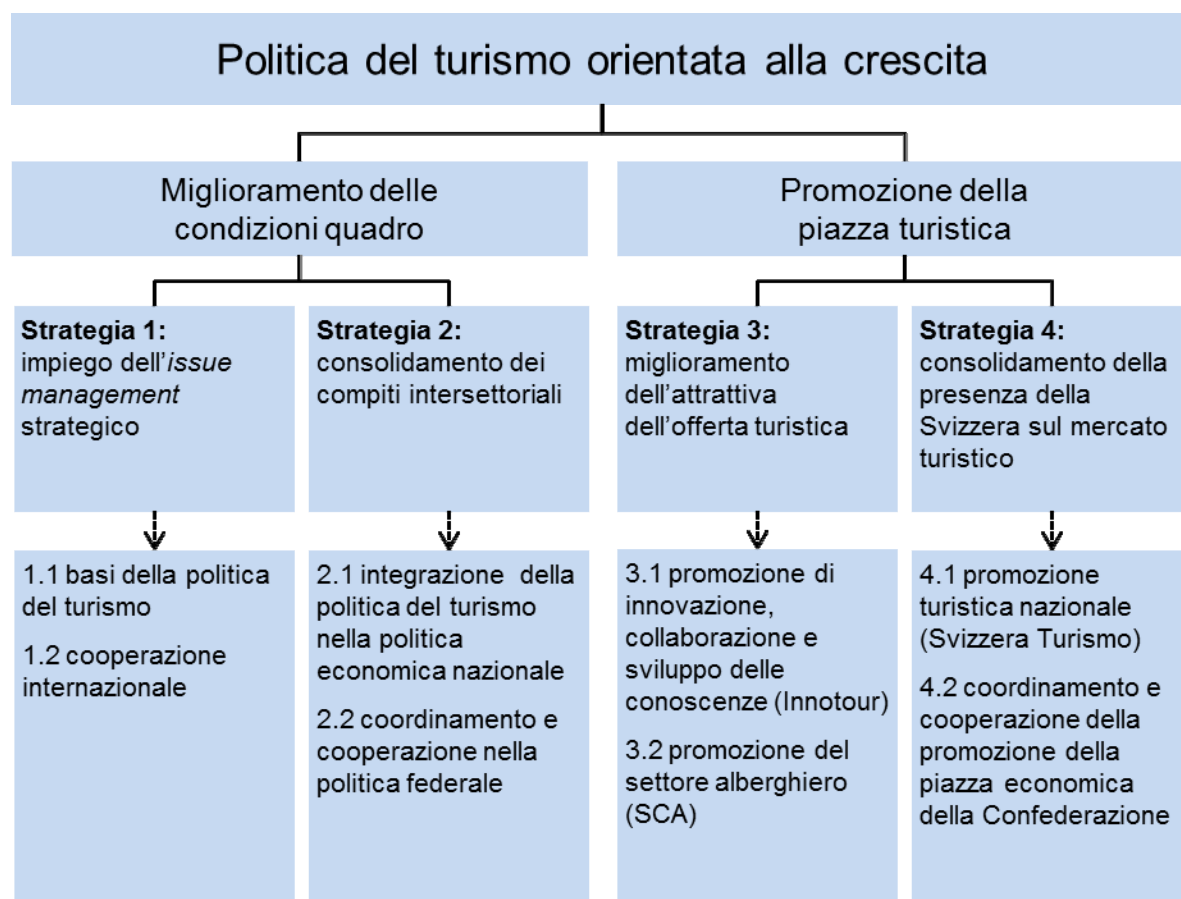 Politica del turismo orientata alla crescita
Miglioramento delle
condizioni quadro
Promozione della
piazza turistica
Strategia 1:
impiego dell’issue
management
strategico
Strategia 2:
consolidamento dei
compiti intersettoriali
Strategia 3:
miglioramento
dell’attrattiva
dell’offerta turistica
Strategia 4:
consolidamento della
presenza della
Svizzera sul mercato
turistico
1.1 basi della politica
del turismo
1.2 cooperazione
internazionale
2.1 integrazione della
politica del turismo
nella politica
economica nazionale
2.2 coordinamento e
cooperazione nella
politica federale
3.1 promozione di
innovazione,
collaborazione e
sviluppo delle
conoscenze (Innotour)
3.2 promozione del
settore alberghiero
(SCA)
4.1 promozione
turistica nazionale
(Svizzera Turismo)
4.2 coordinamento e
cooperazione della
promozione della
piazza economica
della Confederazione